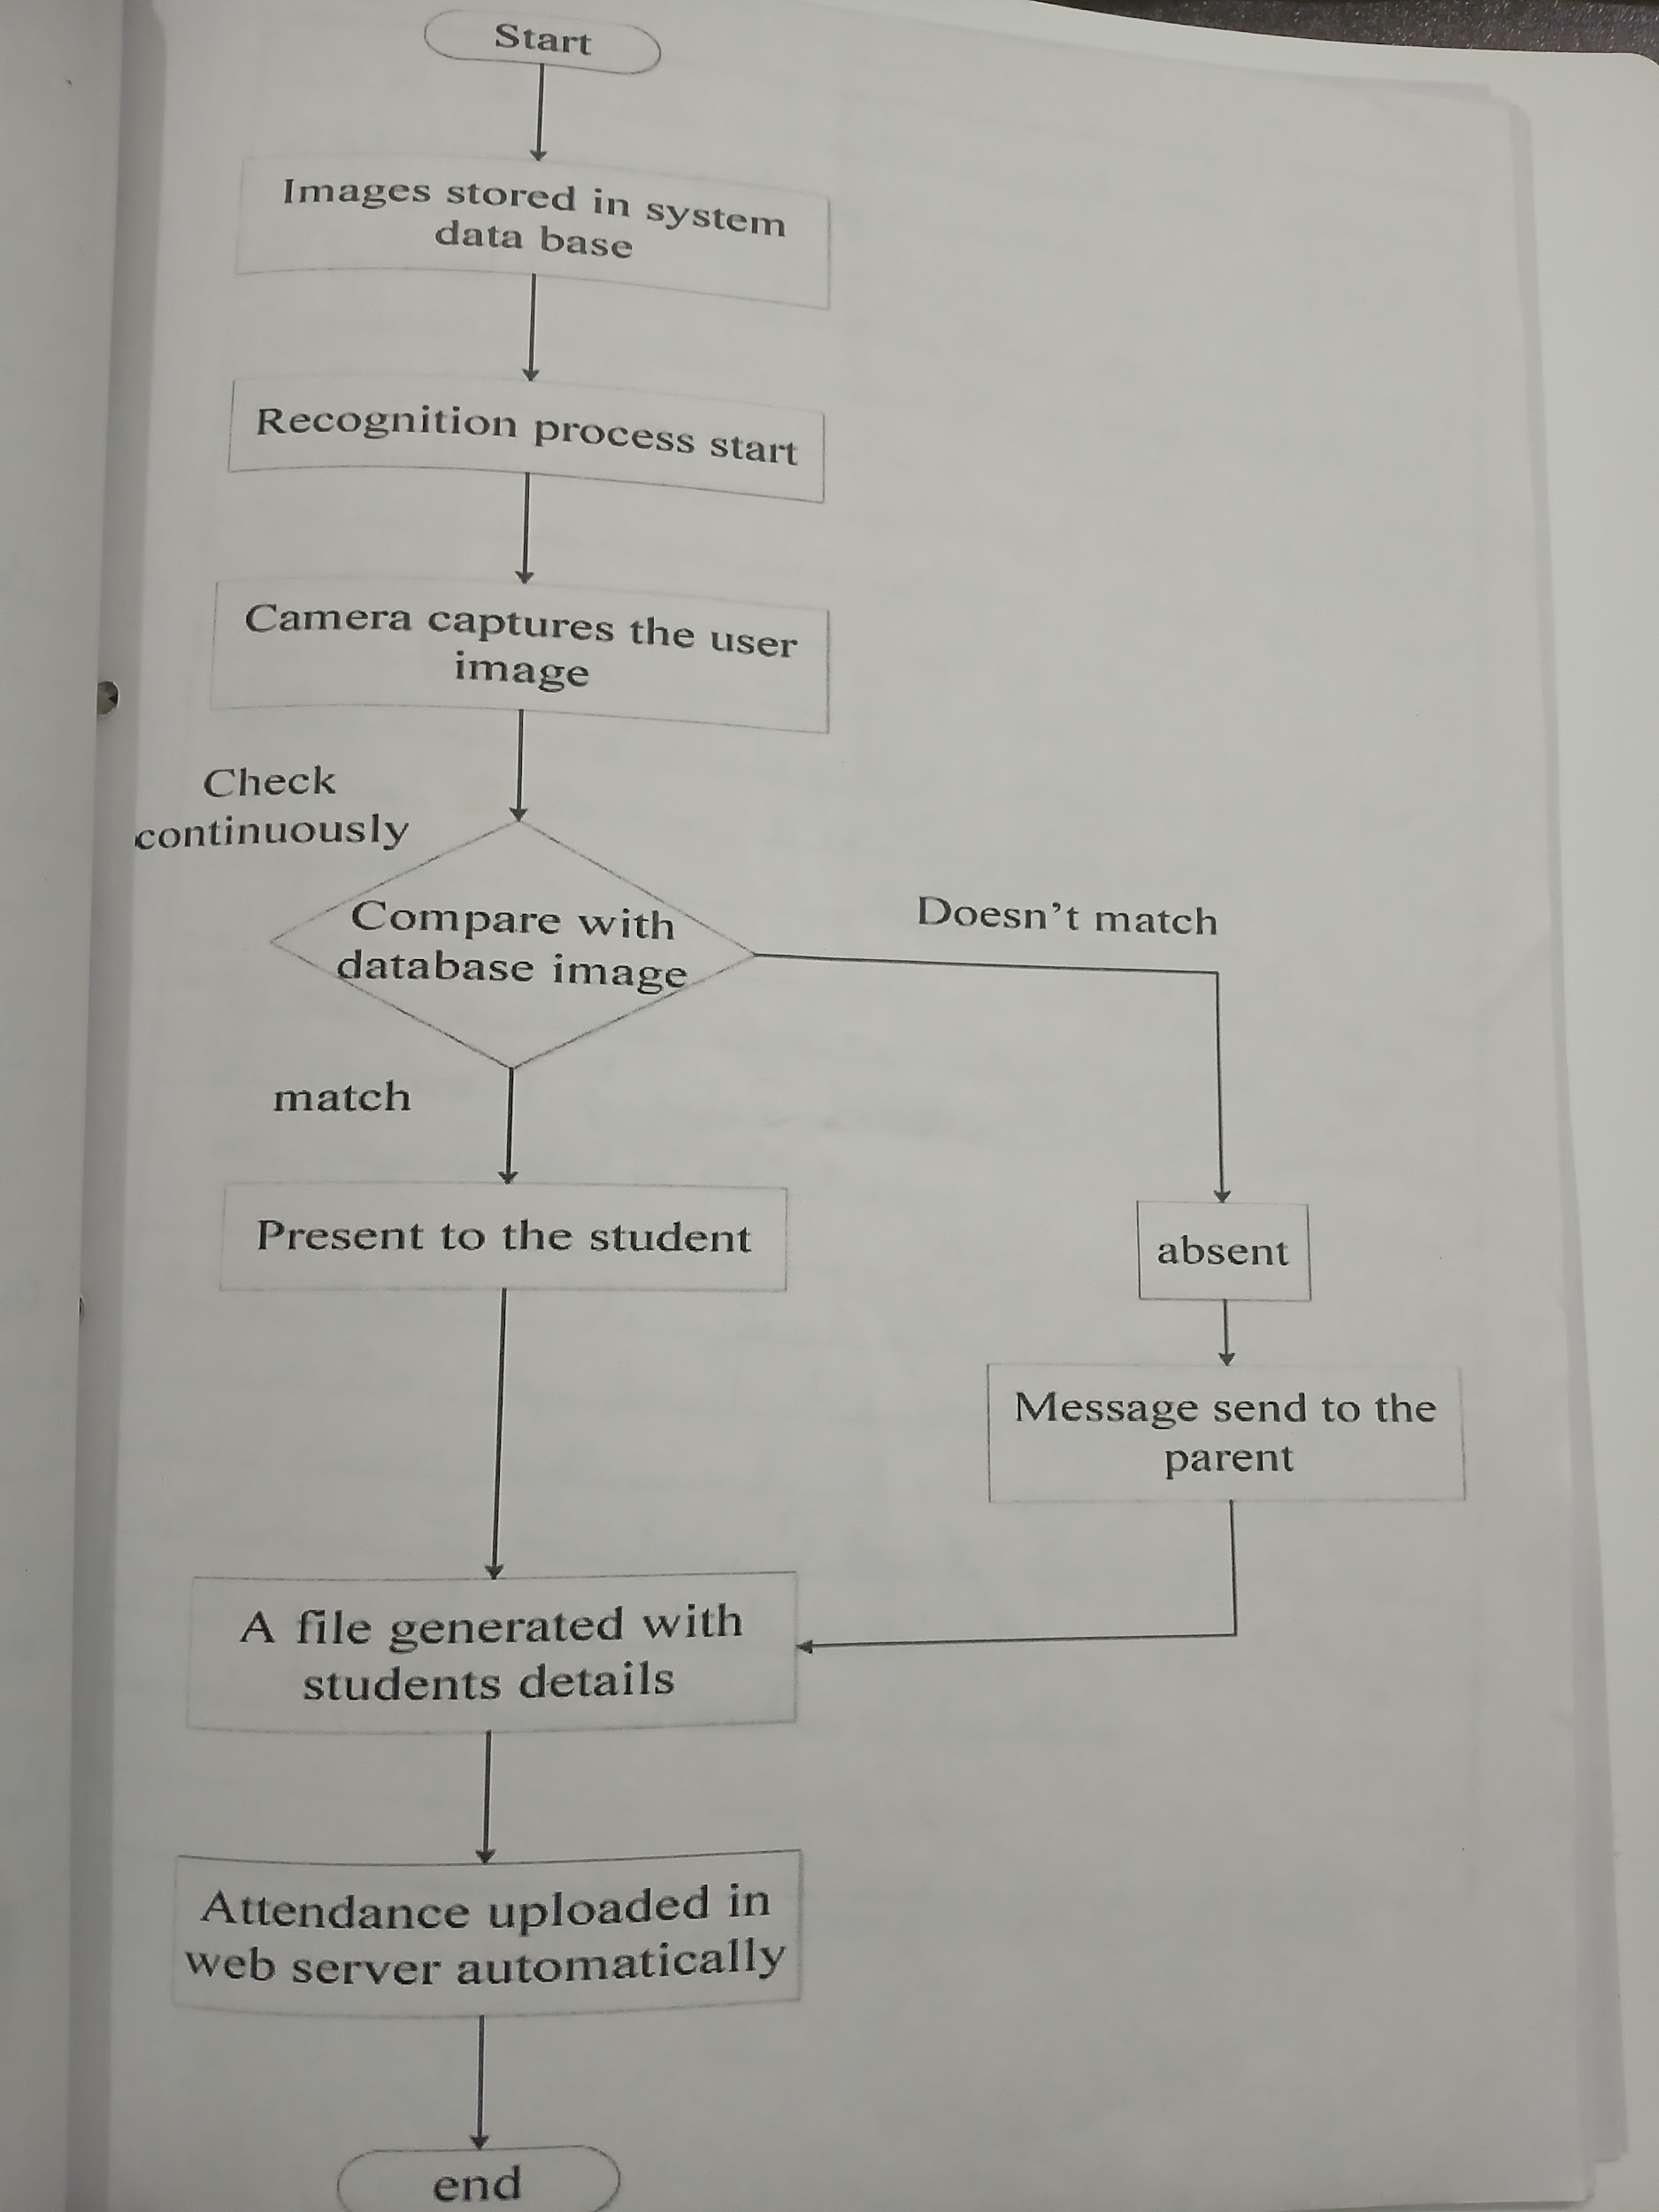 Start
Images stored in system
data base
Recognition process start
Camera captures the user
image
Check
continuously
Compare with
database image
Doesn't match
match
Present to the student
absent
Message send to the
parent
A file generated with
students details
Attendance uploaded in
web server automatically
end